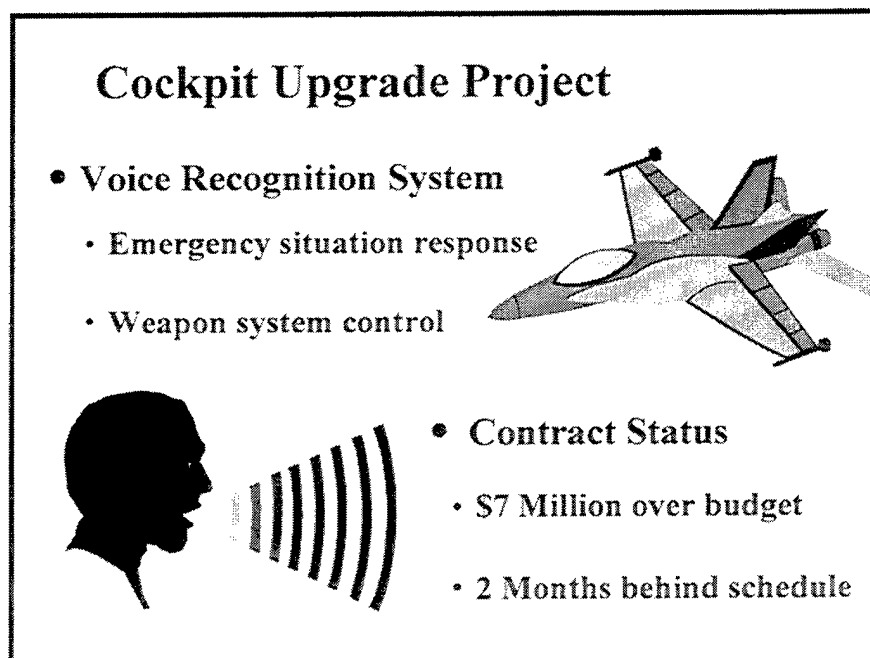 Cockpit Upgrade Project
• Voice Recognition System
· Emergency situation response
· Weapon system control
• Contract Status
· $7 Million over budget
· 2 Months behind schedule